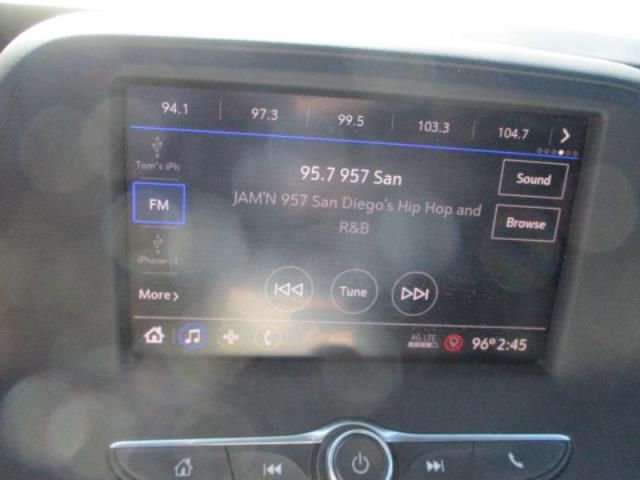 94.1 97.3 99.5 103.3 104.7
Tom's iPh
95.7 957 San
Sound
FM
JAM'N 957 San Diego's Hip Hop and
R&B
Browse
iPhone 14
More
Tune
4G LTE
96° 2:45